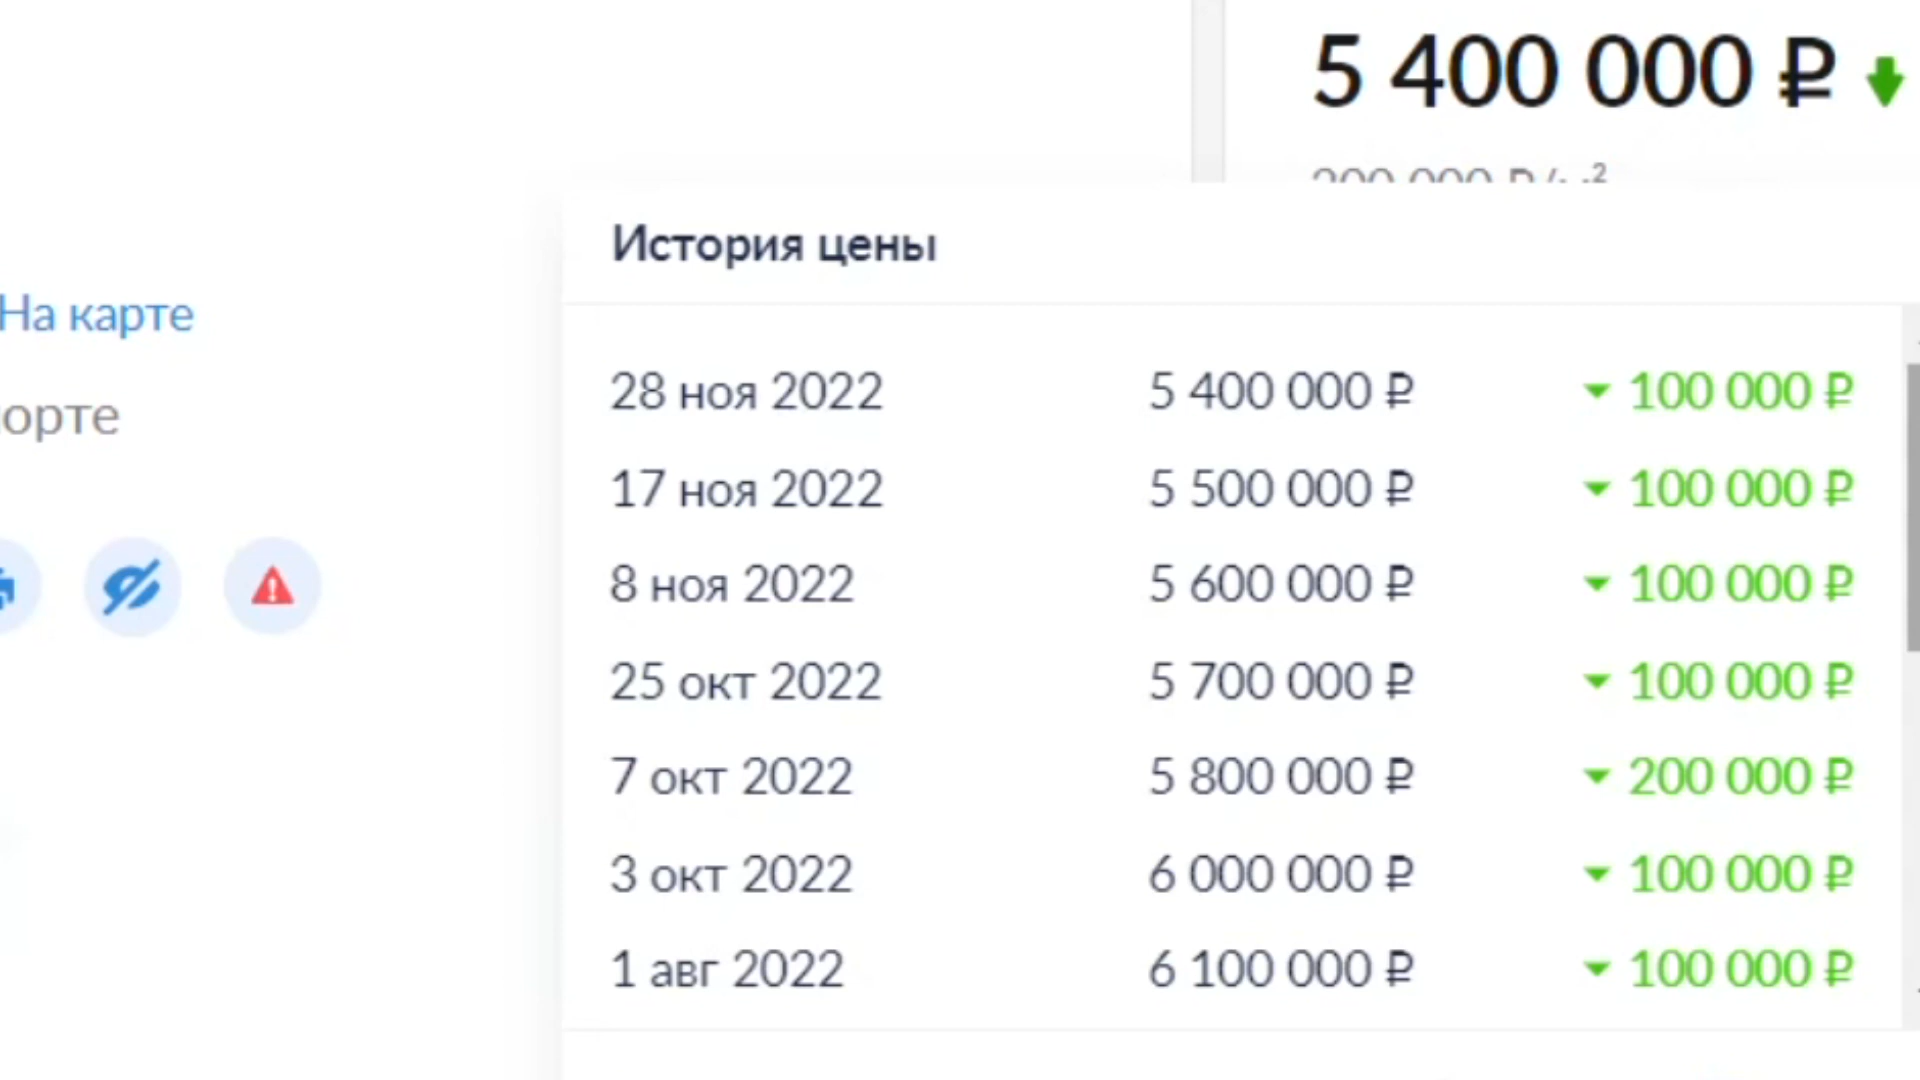 5 400 000 ₽
История цены
На карте
28 ноя 2022 5 400 000 ₽ 100 000 ₽
орте
17 ноя 2022 5 500 000 ₽ 100 000 ₽
8 ноя 2022 5 600 000 ₽ 100 000 ₽
25 окт 2022 5 700 000 ₽ 100 000 ₽
7 окт 2022 5 800 000 ₽ 200 000 ₽
3 окт 2022 6 000 000 ₽ 100 000 ₽
1 авг 2022 6 100 000 ₽ 100 000 ₽